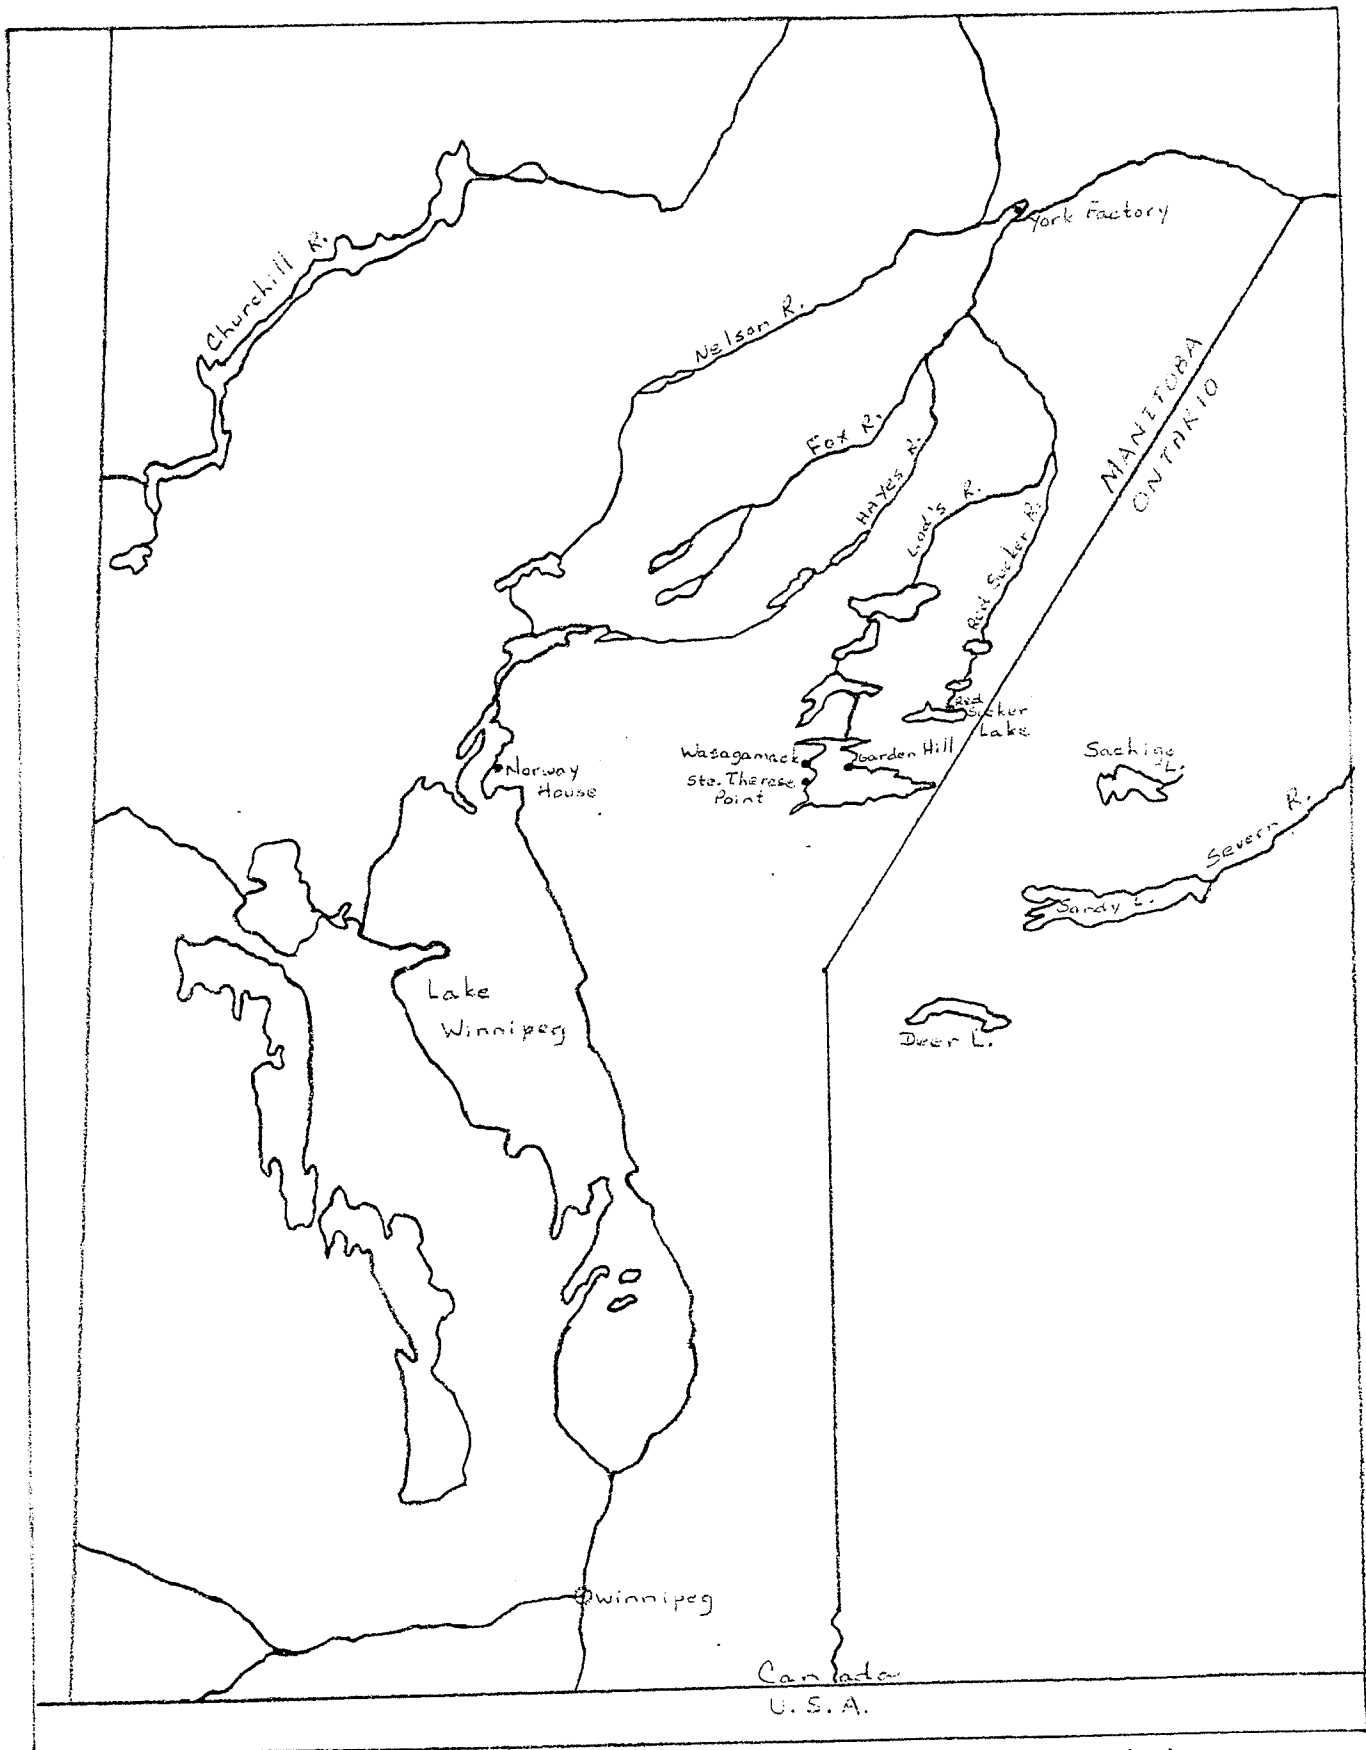 York Factory
Churchill R.
Nelson R.
MANITOBA
ONTARIO
Fox R.
HAYES R.
God's R.
Red Sucker R.
Red
Sucker
Lake
Wasagamack
Garden Hill
Ste. Therese
Point
Norway
House
Sachigo
L.
Severn R.
Sandy L.
Lake
Winnipeg
Deer L.
Winnipeg
Canada
U.S.A.